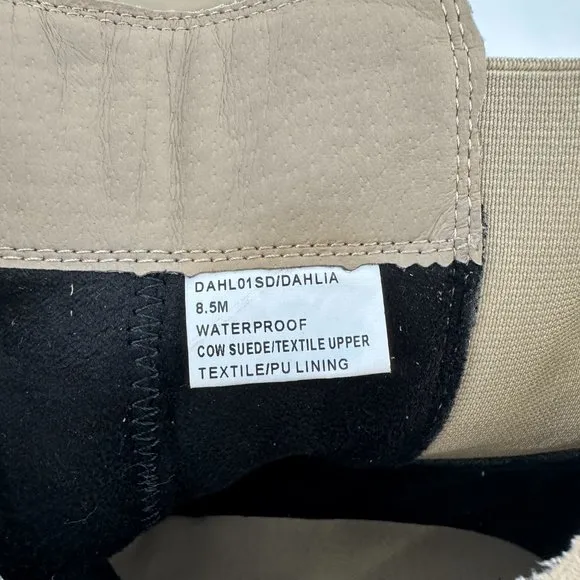 DAHL01SD/DAHLIA
8.5M
WATERPROOF
COW SUEDE/TEXTILE UPPER
TEXTILE/PU LINING